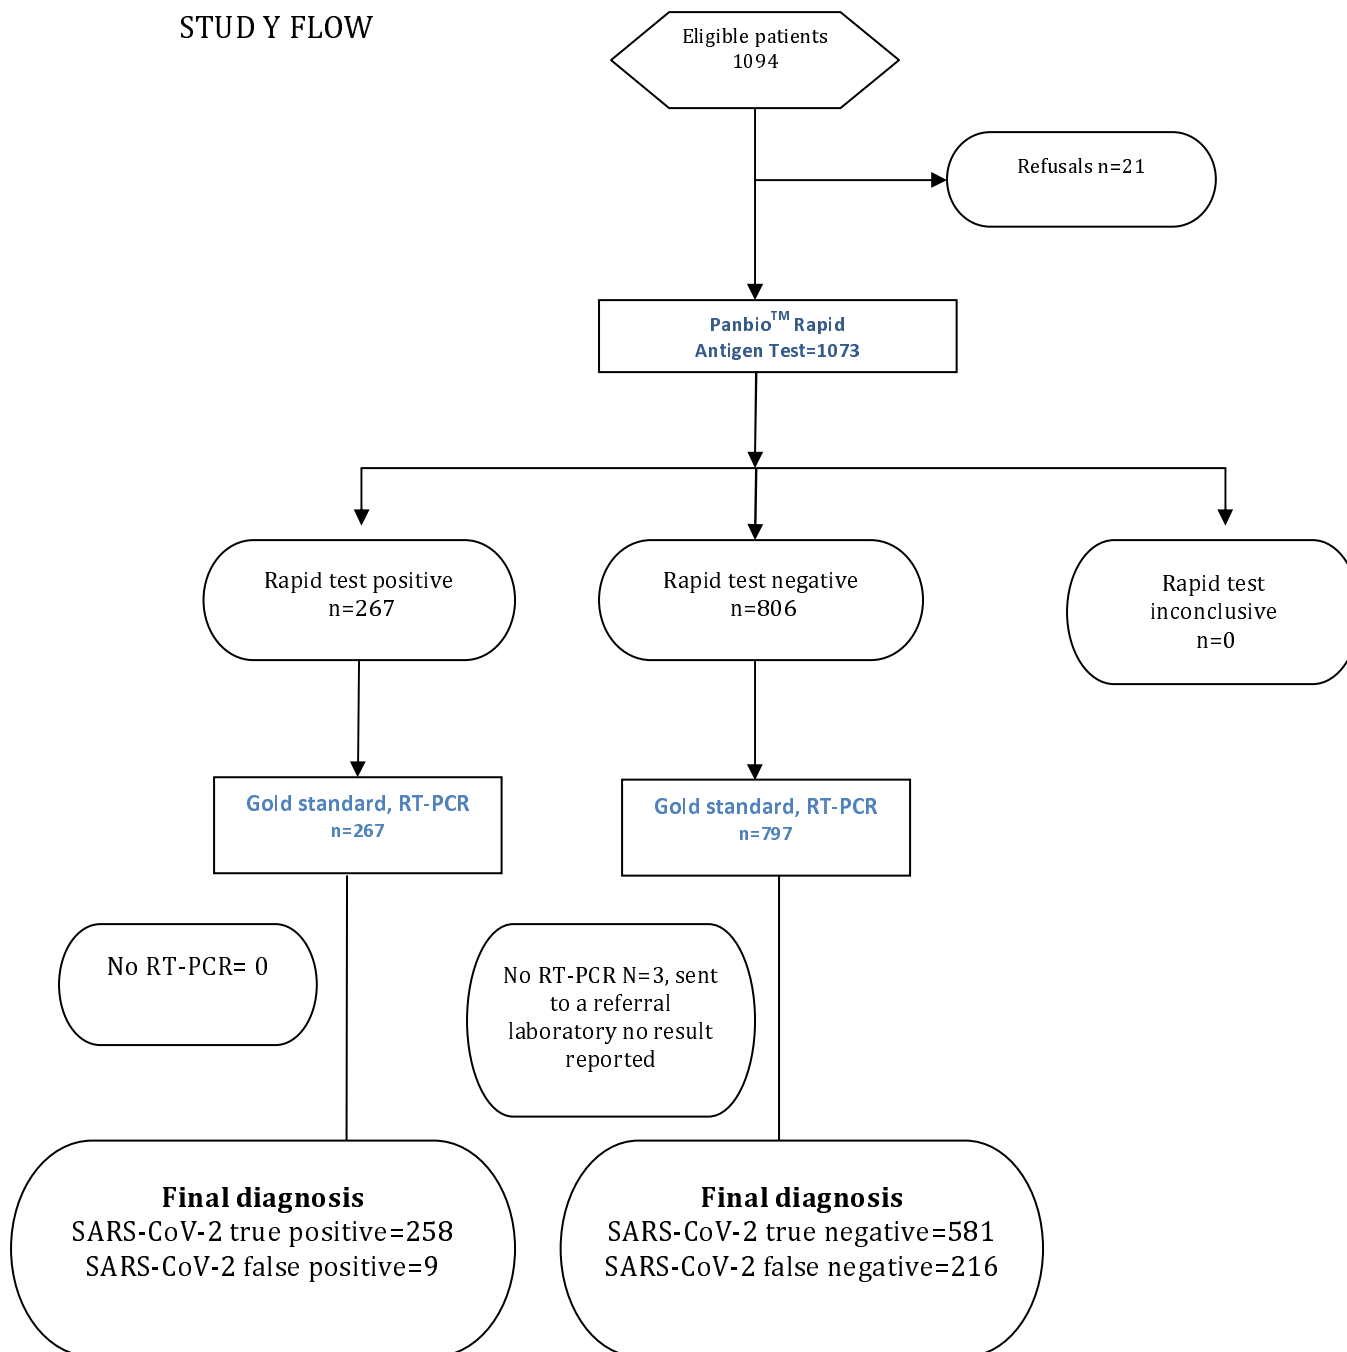 STUD Y FLOW
Eligible patients
1094
Refusals n=21
Panbio™ Rapid
Antigen Test=1073
Rapid test positive
n=267
Rapid test negative
n=806
Rapid test
inconclusive
n=0
Gold standard, RT-PCR
n=267
Gold standard, RT-PCR
n=797
No RT-PCR= 0
No RT-PCR N=3, sent
to a referral
laboratory no result
reported
Final diagnosis
SARS-CoV-2 true positive=258
SARS-CoV-2 false positive=9
Final diagnosis
SARS-CoV-2 true negative=581
SARS-CoV-2 false negative=216